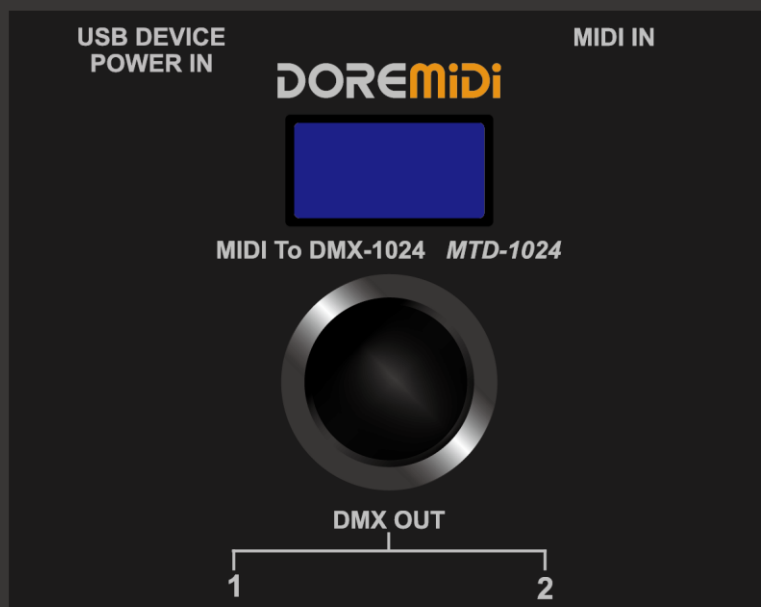 USB DEVICE
POWER IN
MIDI IN
DOREMiDi
MIDI To DMX-1024 MTD-1024
DMX OUT
1 2